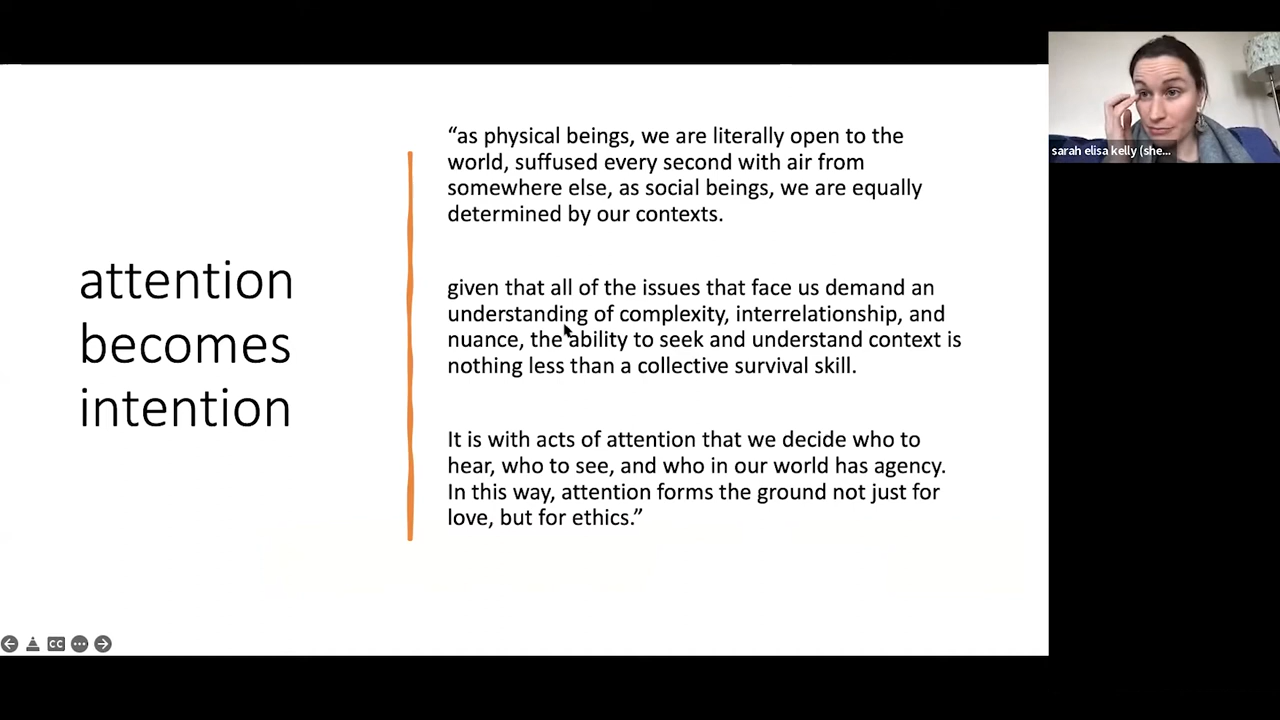 attention
becomes
intention
“as physical beings, we are literally open to the
world, suffused every second with air from
somewhere else, as social beings, we are equally
determined by our contexts.
given that all of the issues that face us demand an
understanding of complexity, interrelationship, and
nuance, the ability to seek and understand context is
nothing less than a collective survival skill.
It is with acts of attention that we decide who to
hear, who to see, and who in our world has agency.
In this way, attention forms the ground not just for
love, but for ethics.”
sarah elisa kelly (she...
CC